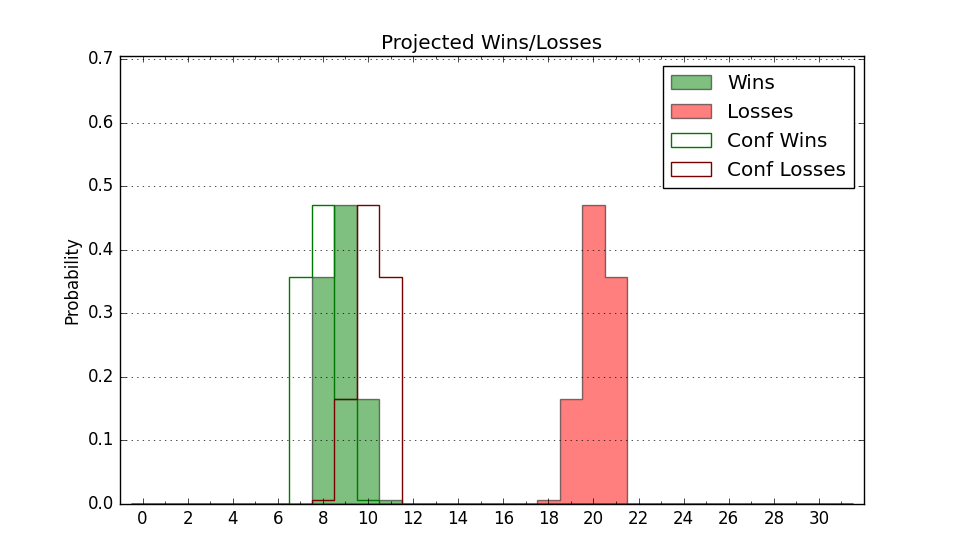 Projected Wins/Losses
0.7
0.6
0.5
0.4
0.3
0.2
0.1
0.0
Probability
Wins
Losses
Conf Wins
Conf Losses
0 2 4 6 8 10 12 14 16 18 20 22 24 26 28 30